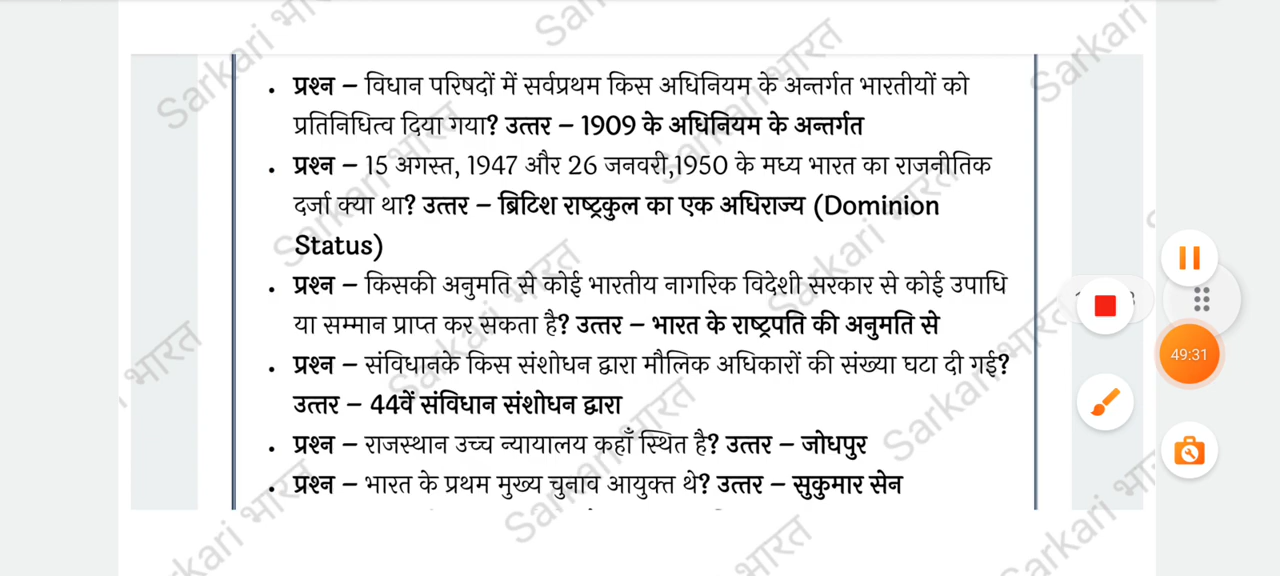 प्रश्न – विधान परिषदों में सर्वप्रथम किस अधिनियम के अन्तर्गत भारतीयों को
प्रतिनिधित्व दिया गया? उत्तर – 1909 के अधिनियम के अन्तर्गत
प्रश्न – 15 अगस्त, 1947 और 26 जनवरी,1950 के मध्य भारत का राजनीतिक
दर्जा क्या था? उत्तर – ब्रिटिश राष्ट्रकुल का एक अधिराज्य (Dominion
Status)
प्रश्न – किसकी अनुमति से कोई भारतीय नागरिक विदेशी सरकार से कोई उपाधि
या सम्मान प्राप्त कर सकता है? उत्तर – भारत के राष्ट्रपति की अनुमति से
प्रश्न – संविधानके किस संशोधन द्वारा मौलिक अधिकारों की संख्या घटा दी गई?
उत्तर – 44वें संविधान संशोधन द्वारा
प्रश्न – राजस्थान उच्च न्यायालय कहाँ स्थित है? उत्तर – जोधपुर
प्रश्न – भारत के प्रथम मुख्य चुनाव आयुक्त थे? उत्तर – सुकुमार सेन
49:31
Sarkari भारत